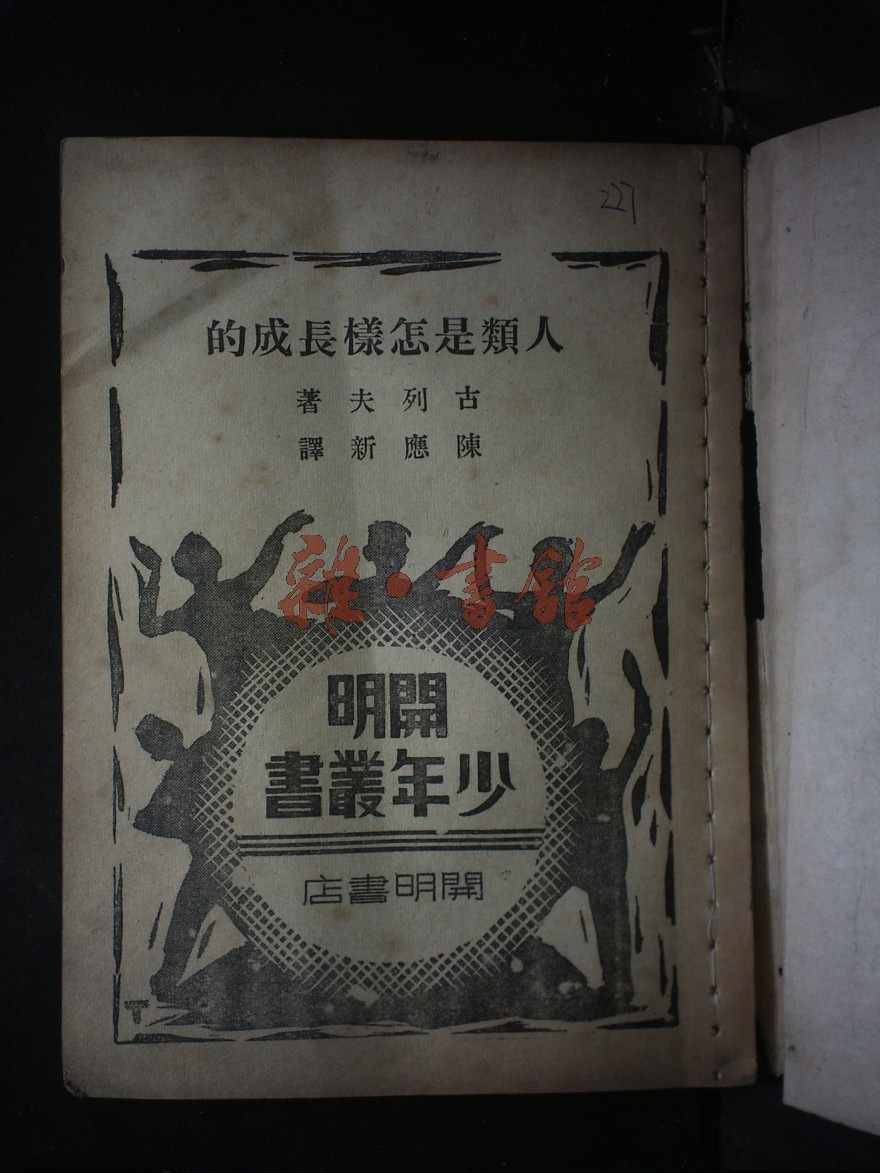 227
人類是怎樣長成的
古列夫著
陳應新譯
雜·書館
開明
少年叢書
開明書店